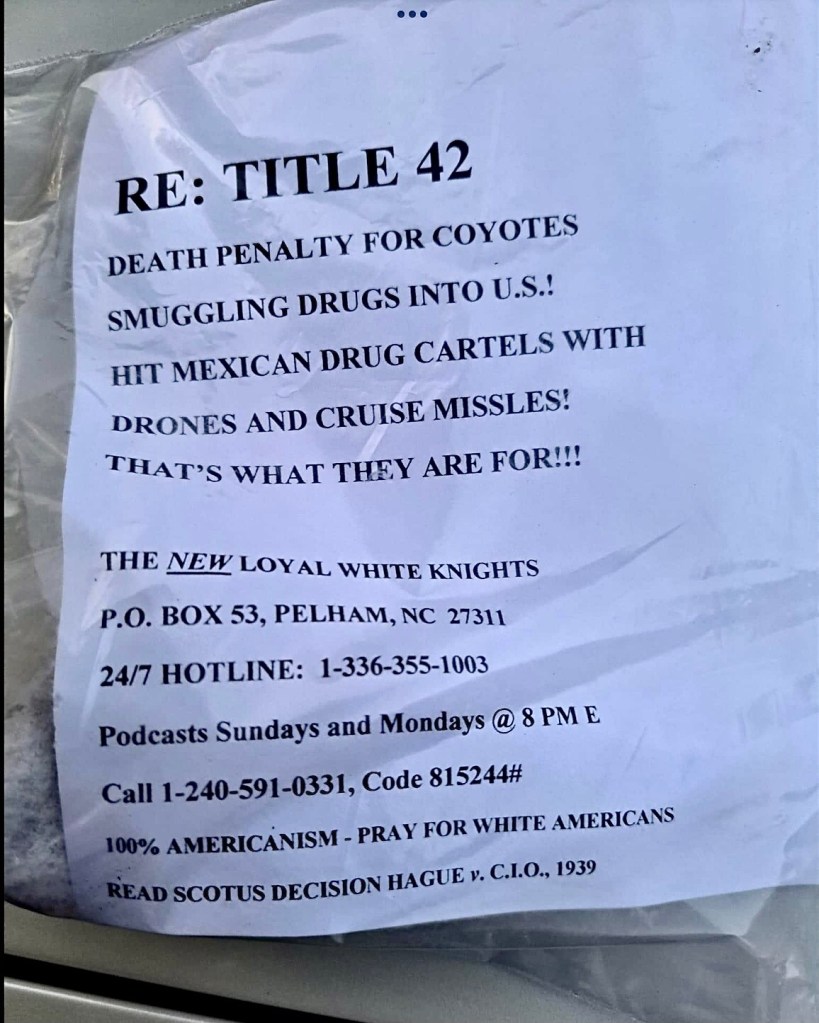 RE: TITLE 42
DEATH PENALTY FOR COYOTES
SMUGGLING DRUGS INTO U.S.!
HIT MEXICAN DRUG CARTELS WITH
DRONES AND CRUISE MISSLES!
THAT'S WHAT THEY ARE FOR!!!
THE NEW LOYAL WHITE KNIGHTS
P.O. BOX 53, PELHAM, NC 27311
24/7 HOTLINE: 1-336-355-1003
Podcasts Sundays and Mondays @ 8 PM E
Call 1-240-591-0331, Code 815244#
100% AMERICANISM - PRAY FOR WHITE AMERICANS
READ SCOTUS DECISION HAGUE v. C.I.O., 1939